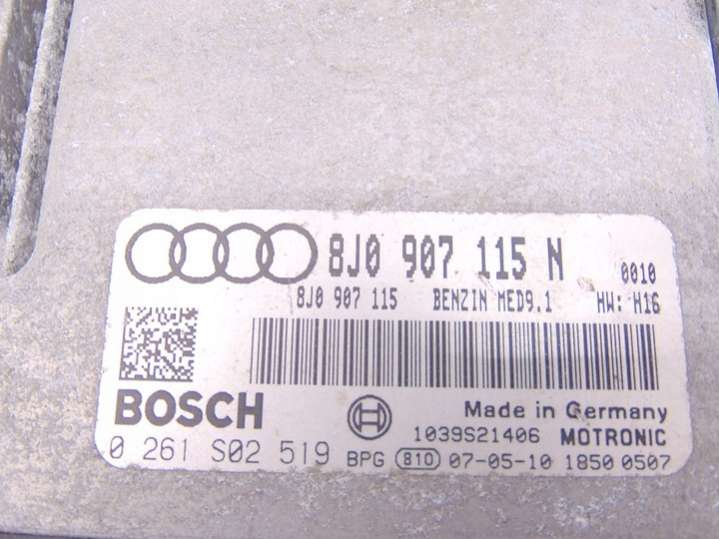 8J0 907 115 N 0010
8J0 907 115 BENZIN MED9.1 HW: H16
BOSCH Made in Germany
1039S21406 MOTRONIC
0 261 S02 519 BPG 810 07-05-10 1850 0507